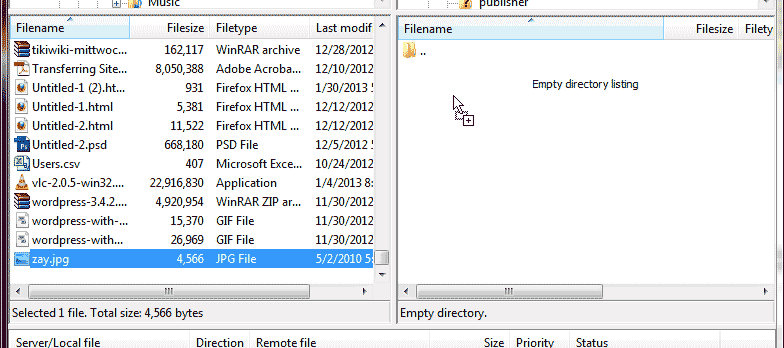 Music
publisher
Filename Filesize Filetype Last modif
tikiwiki-mittwoc... 162,117 WinRAR archive 12/28/2012
Transferring Site... 8,050,388 Adobe Acroba... 12/10/2012
Untitled-1 (2).ht... 931 Firefox HTML ... 1/30/2013 5
Untitled-1.html 5,381 Firefox HTML ... 12/12/2012
Untitled-2.html 11,522 Firefox HTML ... 12/12/2012
Untitled-2.psd 668,180 PSD File 12/5/2012 5
Users.csv 407 Microsoft Exce... 10/24/2012
vlc-2.0.5-win32.... 22,916,830 Application 1/4/2013 8:
wordpress-3.4.2.... 4,920,954 WinRAR ZIP ar... 11/30/2012
wordpress-with-... 15,370 GIF File 11/30/2012
wordpress-with... 26,969 GIF File 11/30/2012
zay.jpg 4,566 JPG File 5/2/2010 5:
Selected 1 file. Total size: 4,566 bytes
Filename Filesize Filety
..
Empty directory listing
Empty directory.
Server/Local file Direction Remote file Size Priority Status